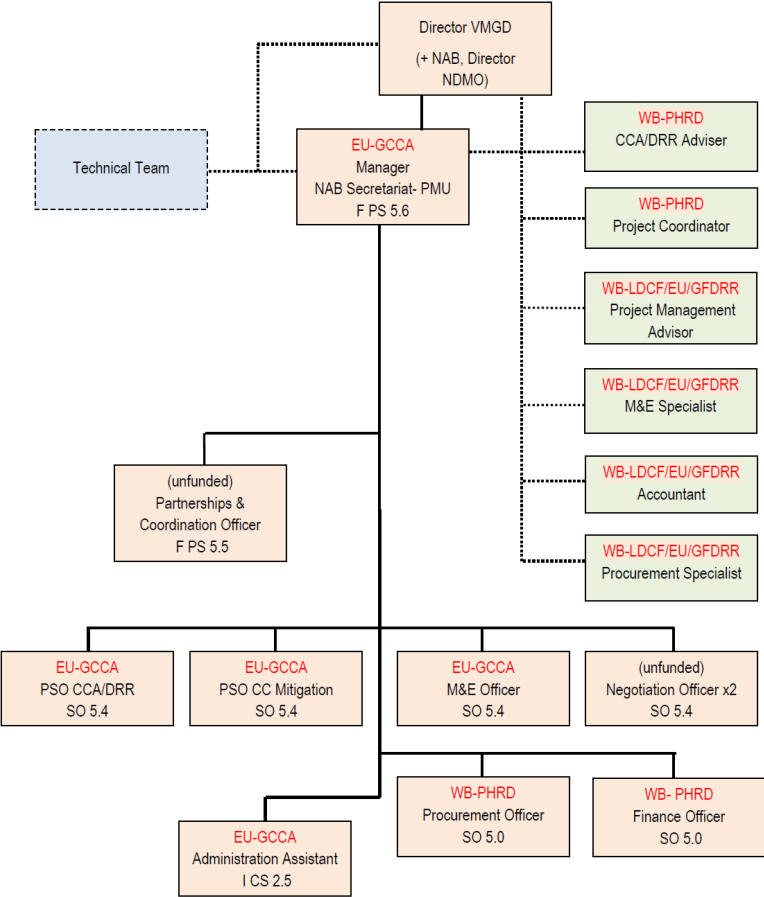 Director VMGD
(+ NAB, Director
NDMO)
Technical Team
EU-GCCA
Manager
NAB Secretariat- PMU
F PS 5.6
WB-PHRD
CCA/DRR Adviser
WB-PHRD
Project Coordinator
WB-LDCF/EU/GFDRR
Project Management
Advisor
WB-LDCF/EU/GFDRR
M&E Specialist
WB-LDCF/EU/GFDRR
Accountant
WB-LDCF/EU/GFDRR
Procurement Specialist
(unfunded)
Partnerships &
Coordination Officer
F PS 5.5
EU-GCCA
PSO CCA/DRR
SO 5.4
EU-GCCA
PSO CC Mitigation
SO 5.4
EU-GCCA
M&E Officer
SO 5.4
(unfunded)
Negotiation Officer x2
SO 5.4
WB-PHRD
Procurement Officer
SO 5.0
WB- PHRD
Finance Officer
SO 5.0
EU-GCCA
Administration Assistant
I CS 2.5